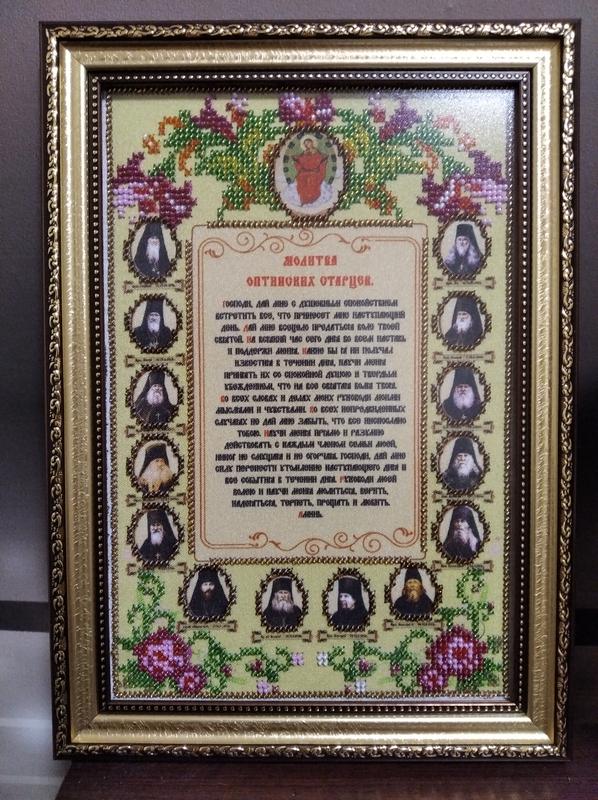 МОЛИТВА
ОПТИНСКИХ СТАРЦЕВ.
ГОСПОДИ, ДАЙ МНЕ С ДУШЕВНЫМ СПОКОЙСТВИЕМ
ВСТРЕТИТЬ ВСЕ, ЧТО ПРИНЕСЕТ МНЕ НАСТУПАЮЩИЙ
ДЕНЬ. ДАЙ МНЕ ВСЕЦЕЛО ПРЕДАТЬСЯ ВОЛЕ ТВОЕЙ
СВЯТОЙ. НА ВСЯКИЙ ЧАС СЕГО ДНЯ ВО ВСЕМ НАСТАВЬ
И ПОДДЕРЖИ МЕНЯ. КАКИЕ БЫ Я НИ ПОЛУЧАЛ
ИЗВЕСТИЯ В ТЕЧЕНИИ ДНЯ, НАУЧИ МЕНЯ
ПРИНЯТЬ ИХ СО СПОКОЙНОЙ ДУШОЮ И ТВЕРДЫМ
УБЕЖДЕНИЕМ, ЧТО НА ВСЕ СВЯТАЯ ВОЛЯ ТВОЯ.
ВО ВСЕХ СЛОВАХ И ДЕЛАХ МОИХ РУКОВОДИ МОИМИ
МЫСЛЯМИ И ЧУВСТВАМИ. ВО ВСЕХ НЕПРЕДВИДЕННЫХ
СЛУЧАЯХ НЕ ДАЙ МНЕ ЗАБЫТЬ, ЧТО ВСЕ НИСПОСЛАНО
ТОБОЮ. НАУЧИ МЕНЯ ПРЯМО И РАЗУМНО
ДЕЙСТВОВАТЬ С КАЖДЫМ ЧЛЕНОМ СЕМЬИ МОЕЙ,
НИКОГО НЕ СМУЩАЯ И НЕ ОГОРЧАЯ. ГОСПОДИ, ДАЙ МНЕ
СИЛУ ПЕРЕНЕСТИ УТОМЛЕНИЕ НАСТУПАЮЩЕГО ДНЯ И
ВСЕ СОБЫТИЯ В ТЕЧЕНИИ ДНЯ. РУКОВОДИ МОЕЙ
ВОЛЕЮ И НАУЧИ МЕНЯ МОЛИТЬСЯ, ВЕРИТЬ,
НАДЕЯТЬСЯ, ТЕРПЕТЬ, ПРОЩАТЬ И ЛЮБИТЬ.
АМИНЬ.